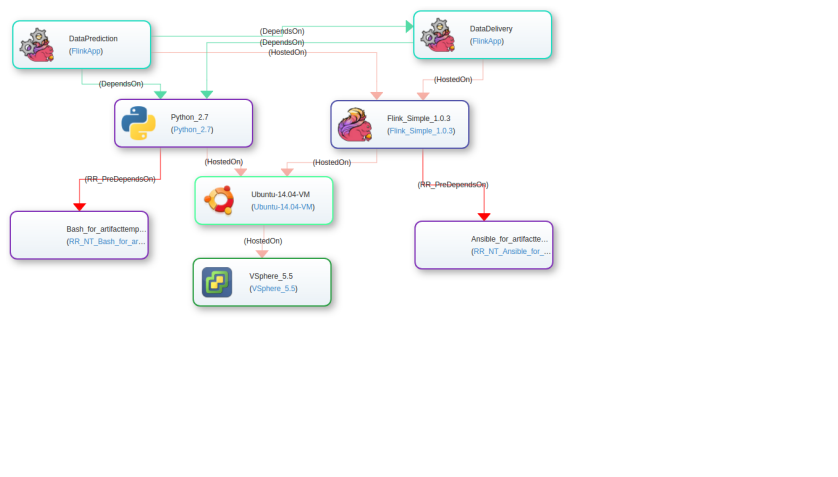 DataPrediction
(FlinkApp)
(DependsOn)
(DependsOn)
(HostedOn)
DataDelivery
(FlinkApp)
(DependsOn)
(HostedOn)
Python_2.7
(Python_2.7)
Flink_Simple_1.0.3
(Flink_Simple_1.0.3)
(HostedOn)
(HostedOn)
(RR_PreDependsOn)
(RR_PreDependsOn)
Ubuntu-14.04-VM
(Ubuntu-14.04-VM)
Bash_for_artifacttemp...
(RR_NT_Bash_for_ar...
(HostedOn)
Ansible_for_artifactte...
(RR_NT_Ansible_for_...
VSphere_5.5
(VSphere_5.5)